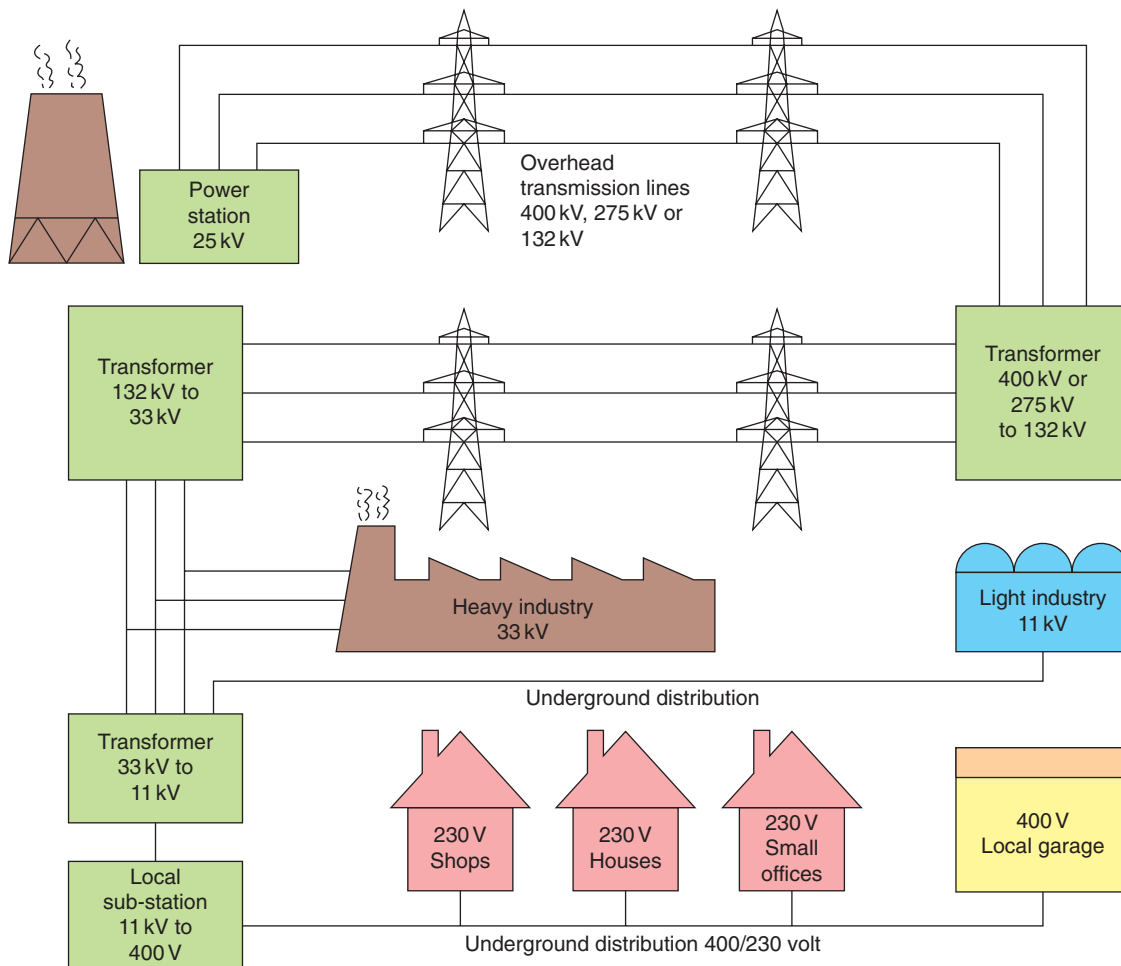 Power
station
25 kV
Overhead
transmission lines
400 kV, 275 kV or
132 kV
Transformer
132 kV to
33 kV
Transformer
400 kV or
275 kV
to 132 kV
Heavy industry
33 kV
Light industry
11 kV
Underground distribution
Transformer
33 kV to
11 kV
230 V
Shops
230 V
Houses
230 V
Small
offices
400 V
Local garage
Local
sub-station
11 kV to
400 V
Underground distribution 400/230 volt